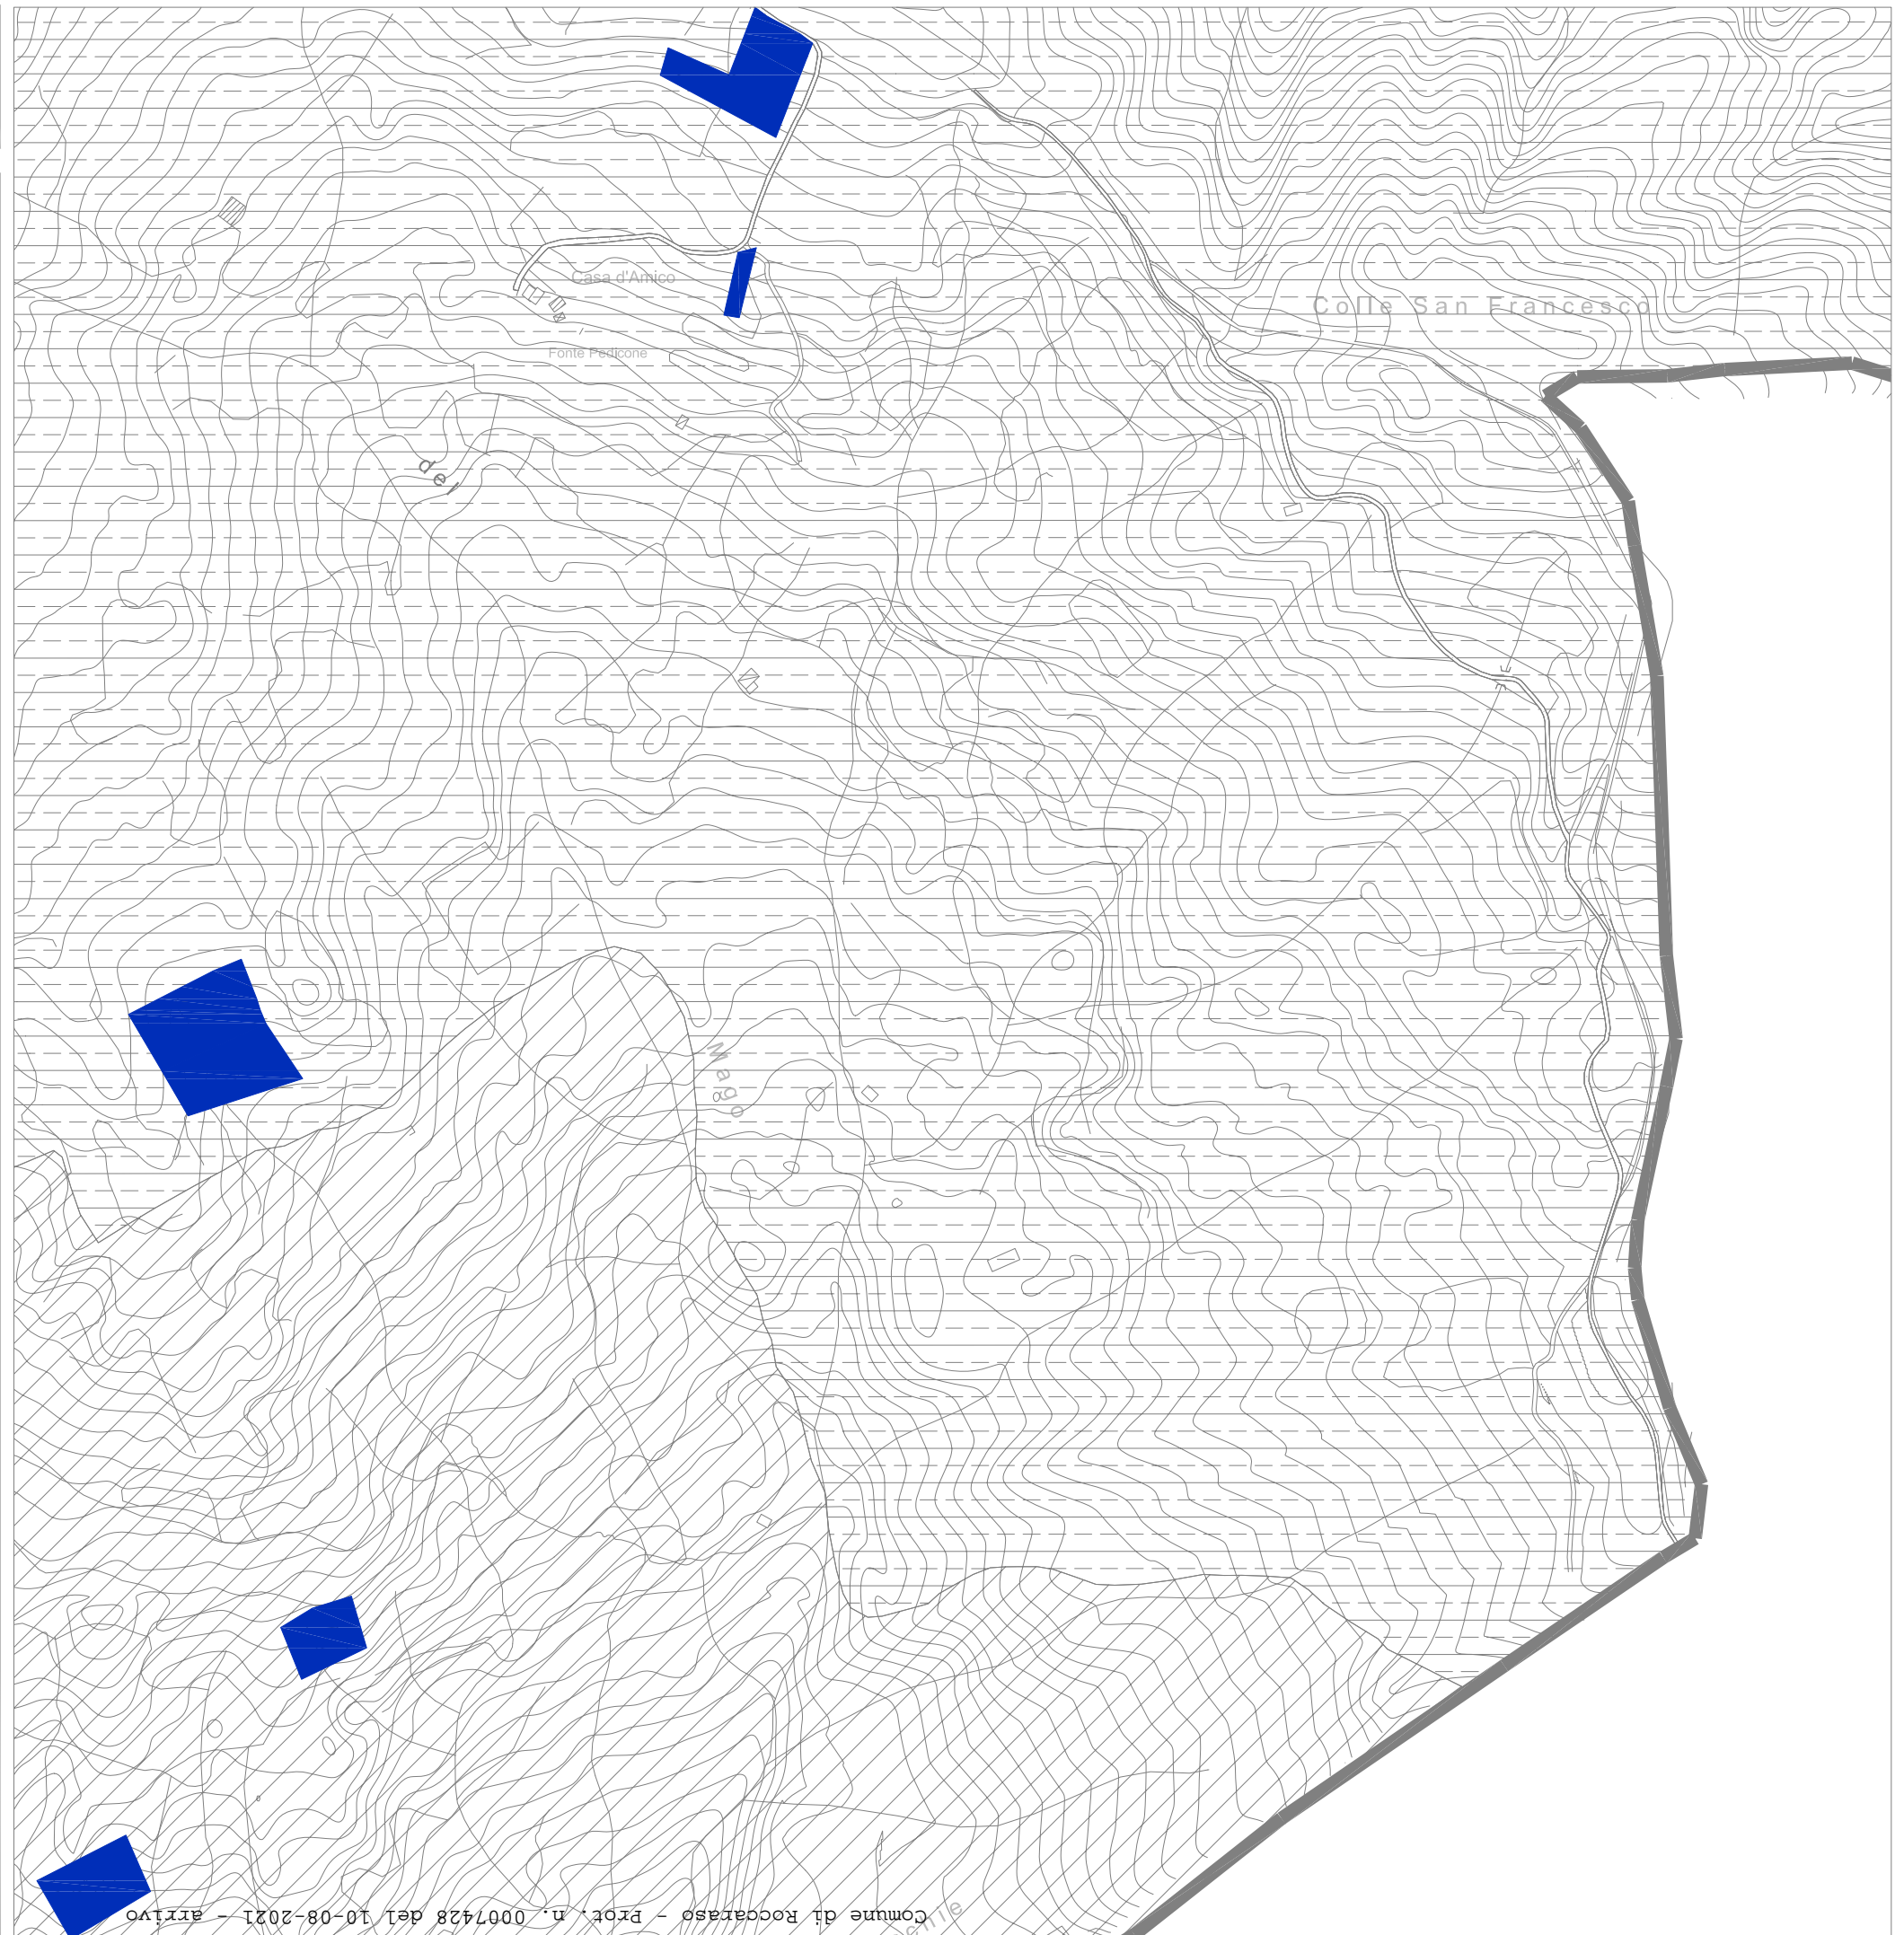 Casa d'Amico
Colle San Francesco
Fonte Pedicone
del
Mago
Comune di Roccaraso - Prot. n. 0007428 del 10-08-2021 - arrivo